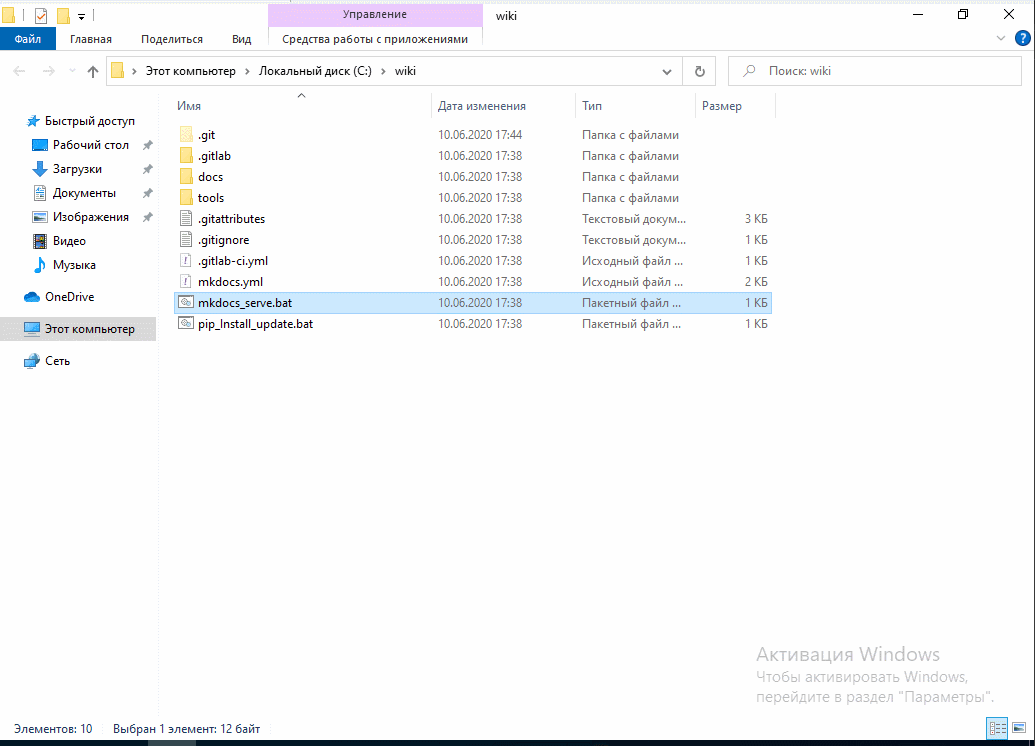 Управление
wiki
Файл Главная Поделиться Вид Средства работы с приложениями
Этот компьютер Локальный диск (C:) wiki
Поиск: wiki
Имя Дата изменения Тип Размер
Быстрый доступ
Рабочий стол
Загрузки
Документы
Изображения
Видео
Музыка
OneDrive
Этот компьютер
Сеть
.git 10.06.2020 17:44 Папка с файлами
.gitlab 10.06.2020 17:38 Папка с файлами
docs 10.06.2020 17:38 Папка с файлами
tools 10.06.2020 17:38 Папка с файлами
.gitattributes 10.06.2020 17:38 Текстовый докум... 3 КБ
.gitignore 10.06.2020 17:38 Текстовый докум... 1 КБ
.gitlab-ci.yml 10.06.2020 17:38 Исходный файл ... 1 КБ
mkdocs.yml 10.06.2020 17:38 Исходный файл ... 2 КБ
mkdocs_serve.bat 10.06.2020 17:38 Пакетный файл ... 1 КБ
pip_Install_update.bat 10.06.2020 17:38 Пакетный файл ... 1 КБ
Активация Windows
Чтобы активировать Windows,
перейдите в раздел "Параметры".
Элементов: 10 Выбран 1 элемент: 12 байт